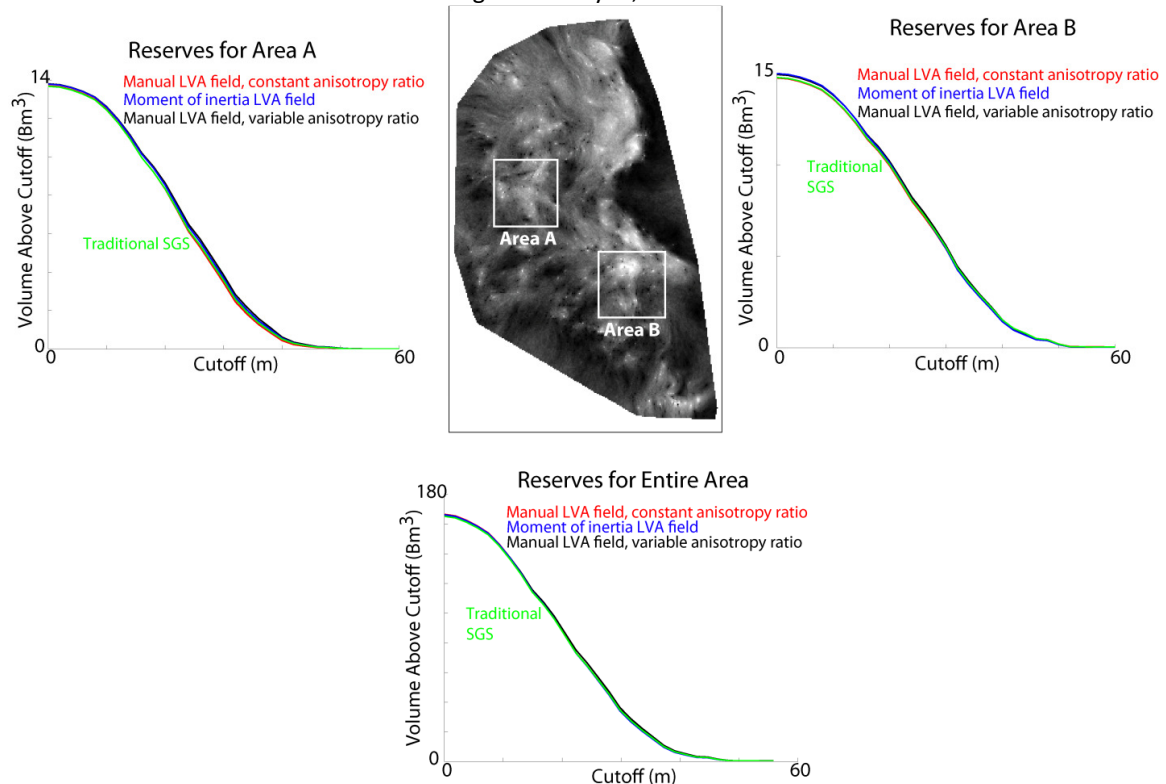 Reserves for Area A
14
Manual LVA field, constant anisotropy ratio
Moment of inertia LVA field
Manual LVA field, variable anisotropy ratio
Traditional SGS
Volume Above Cutoff (Bm³)
0
0
60
Cutoff (m)
Area A
Area B
Reserves for Area B
15
Manual LVA field, constant anisotropy ratio
Moment of inertia LVA field
Manual LVA field, variable anisotropy ratio
Traditional
SGS
Volume Above Cutoff (Bm³)
0
0
60
Cutoff (m)
Reserves for Entire Area
180
Manual LVA field, constant anisotropy ratio
Moment of inertia LVA field
Manual LVA field, variable anisotropy ratio
Traditional
SGS
Volume Above Cutoff (Bm³)
0
0
60
Cutoff (m)